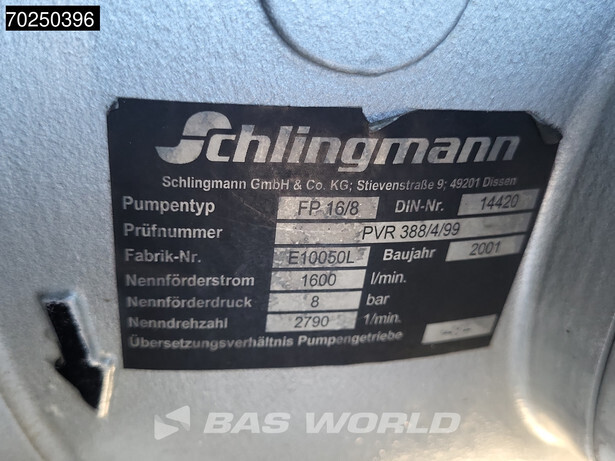 70250396
Schlingmann
Schlingmann GmbH & Co. KG; Stievenstraße 9; 49201 Dissen
Pumpentyp FP 16/8 DIN-Nr. 14420
Prüfnummer PVR 388/4/99
Fabrik-Nr. E10050L Baujahr 2001
Nennförderstrom 1600 l/min.
Nennförderdruck 8 bar
Nenndrehzahl 2790 1/min.
Übersetzungsverhältnis Pumpengetriebe -:-
BAS WORLD